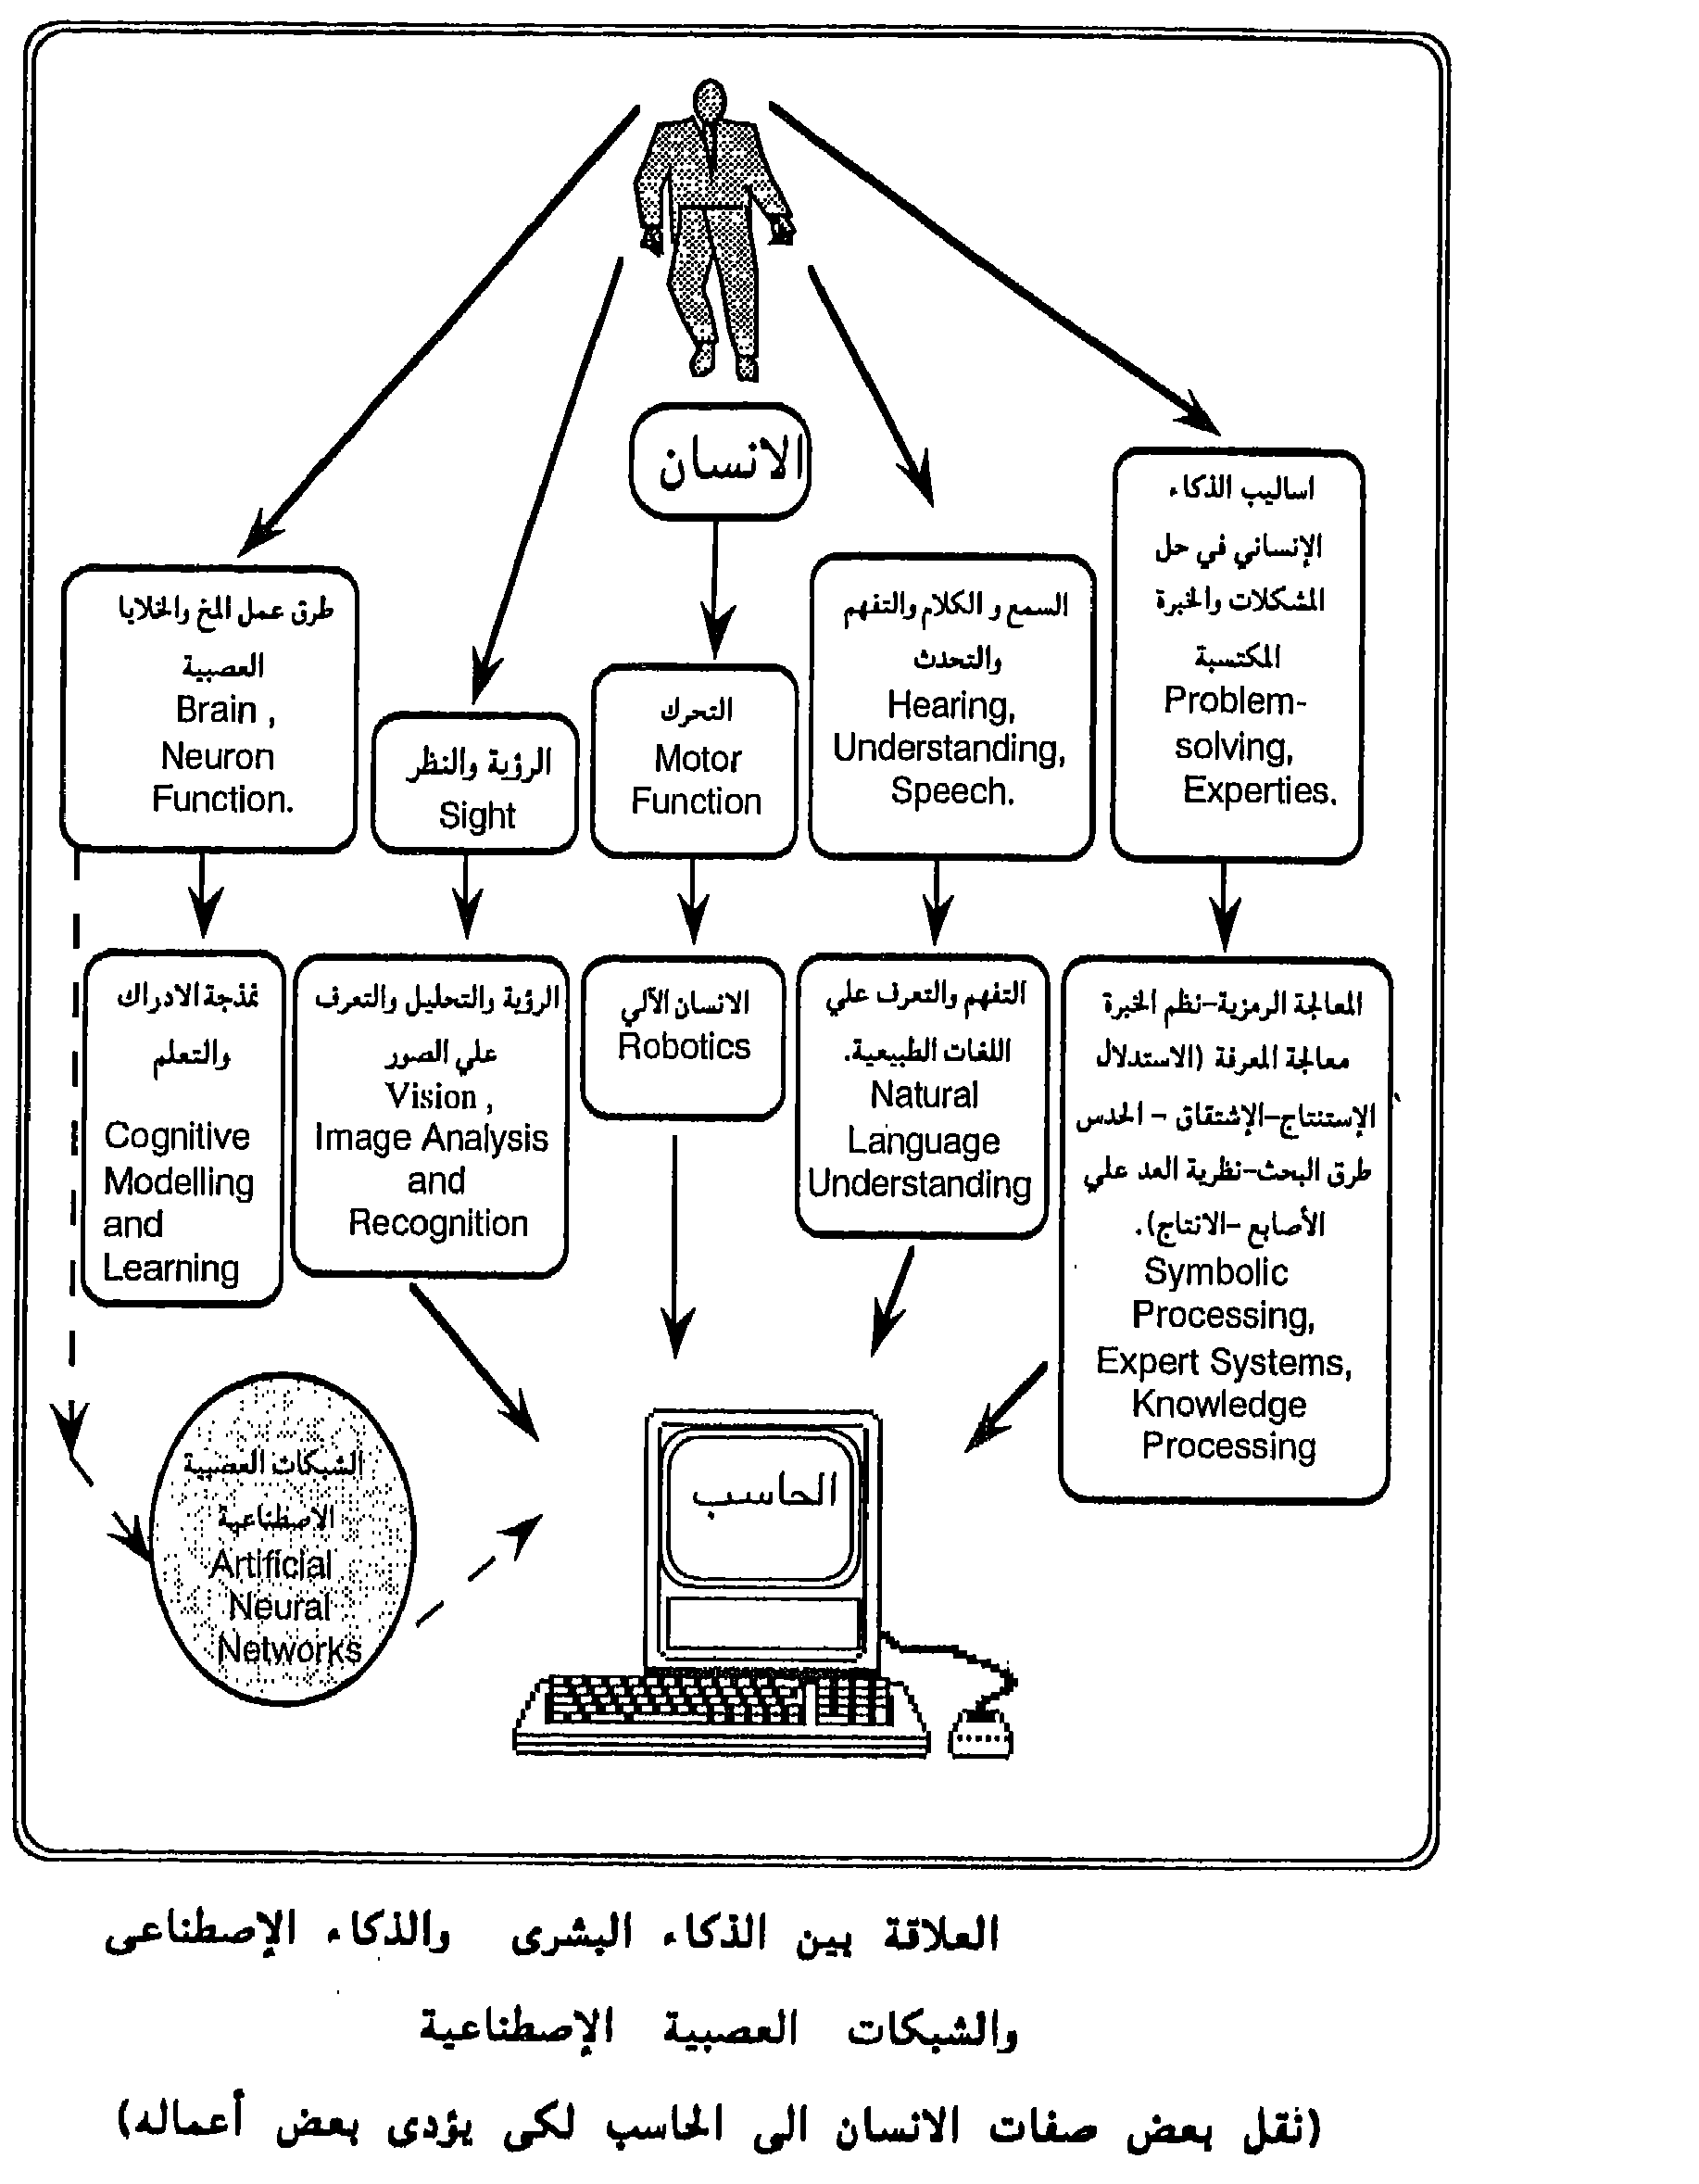 الانسان
اساليب الذكاء
الإنساني في حل
المشكلات والخبرة
المكتسبة
Problem-
solving,
Experties.
السمع و الكلام والتفهم
والتحدث
Hearing,
Understanding,
Speech.
التحرك
Motor
Function
الرؤية والنظر
Sight
طرق عمل المخ والخلايا
العصبية
Brain ,
Neuron
Function.
المعالجة الرمزية-نظم الخبرة
معالجة المعرفة (الاستدلال
الإستنتاج-الإشتقاق - الحدس
طرق البحث-نظرية العد علي
الأصابع -الانتاج).
Symbolic
Processing,
Expert Systems,
Knowledge
Processing
التفهم والتعرف علي
اللغات الطبيعية.
Natural
Language
Understanding
الانسان الآلي
Robotics
الرؤية والتحليل والتعرف
علي الصور
Vision ,
Image Analysis
and
Recognition
نمذجة الادراك
والتعلم
Cognitive
Modelling
and
Learning
الشبكات العصبية
الاصطناعية
Artificial
Neural
Networks
الحاسب
العلاقة بين الذكاء البشرى والذكاء الإصطناعى
والشبكات العصبية الإصطناعية
(نقل بعض صفات الانسان الى الحاسب لكى يؤدى بعض أعماله)